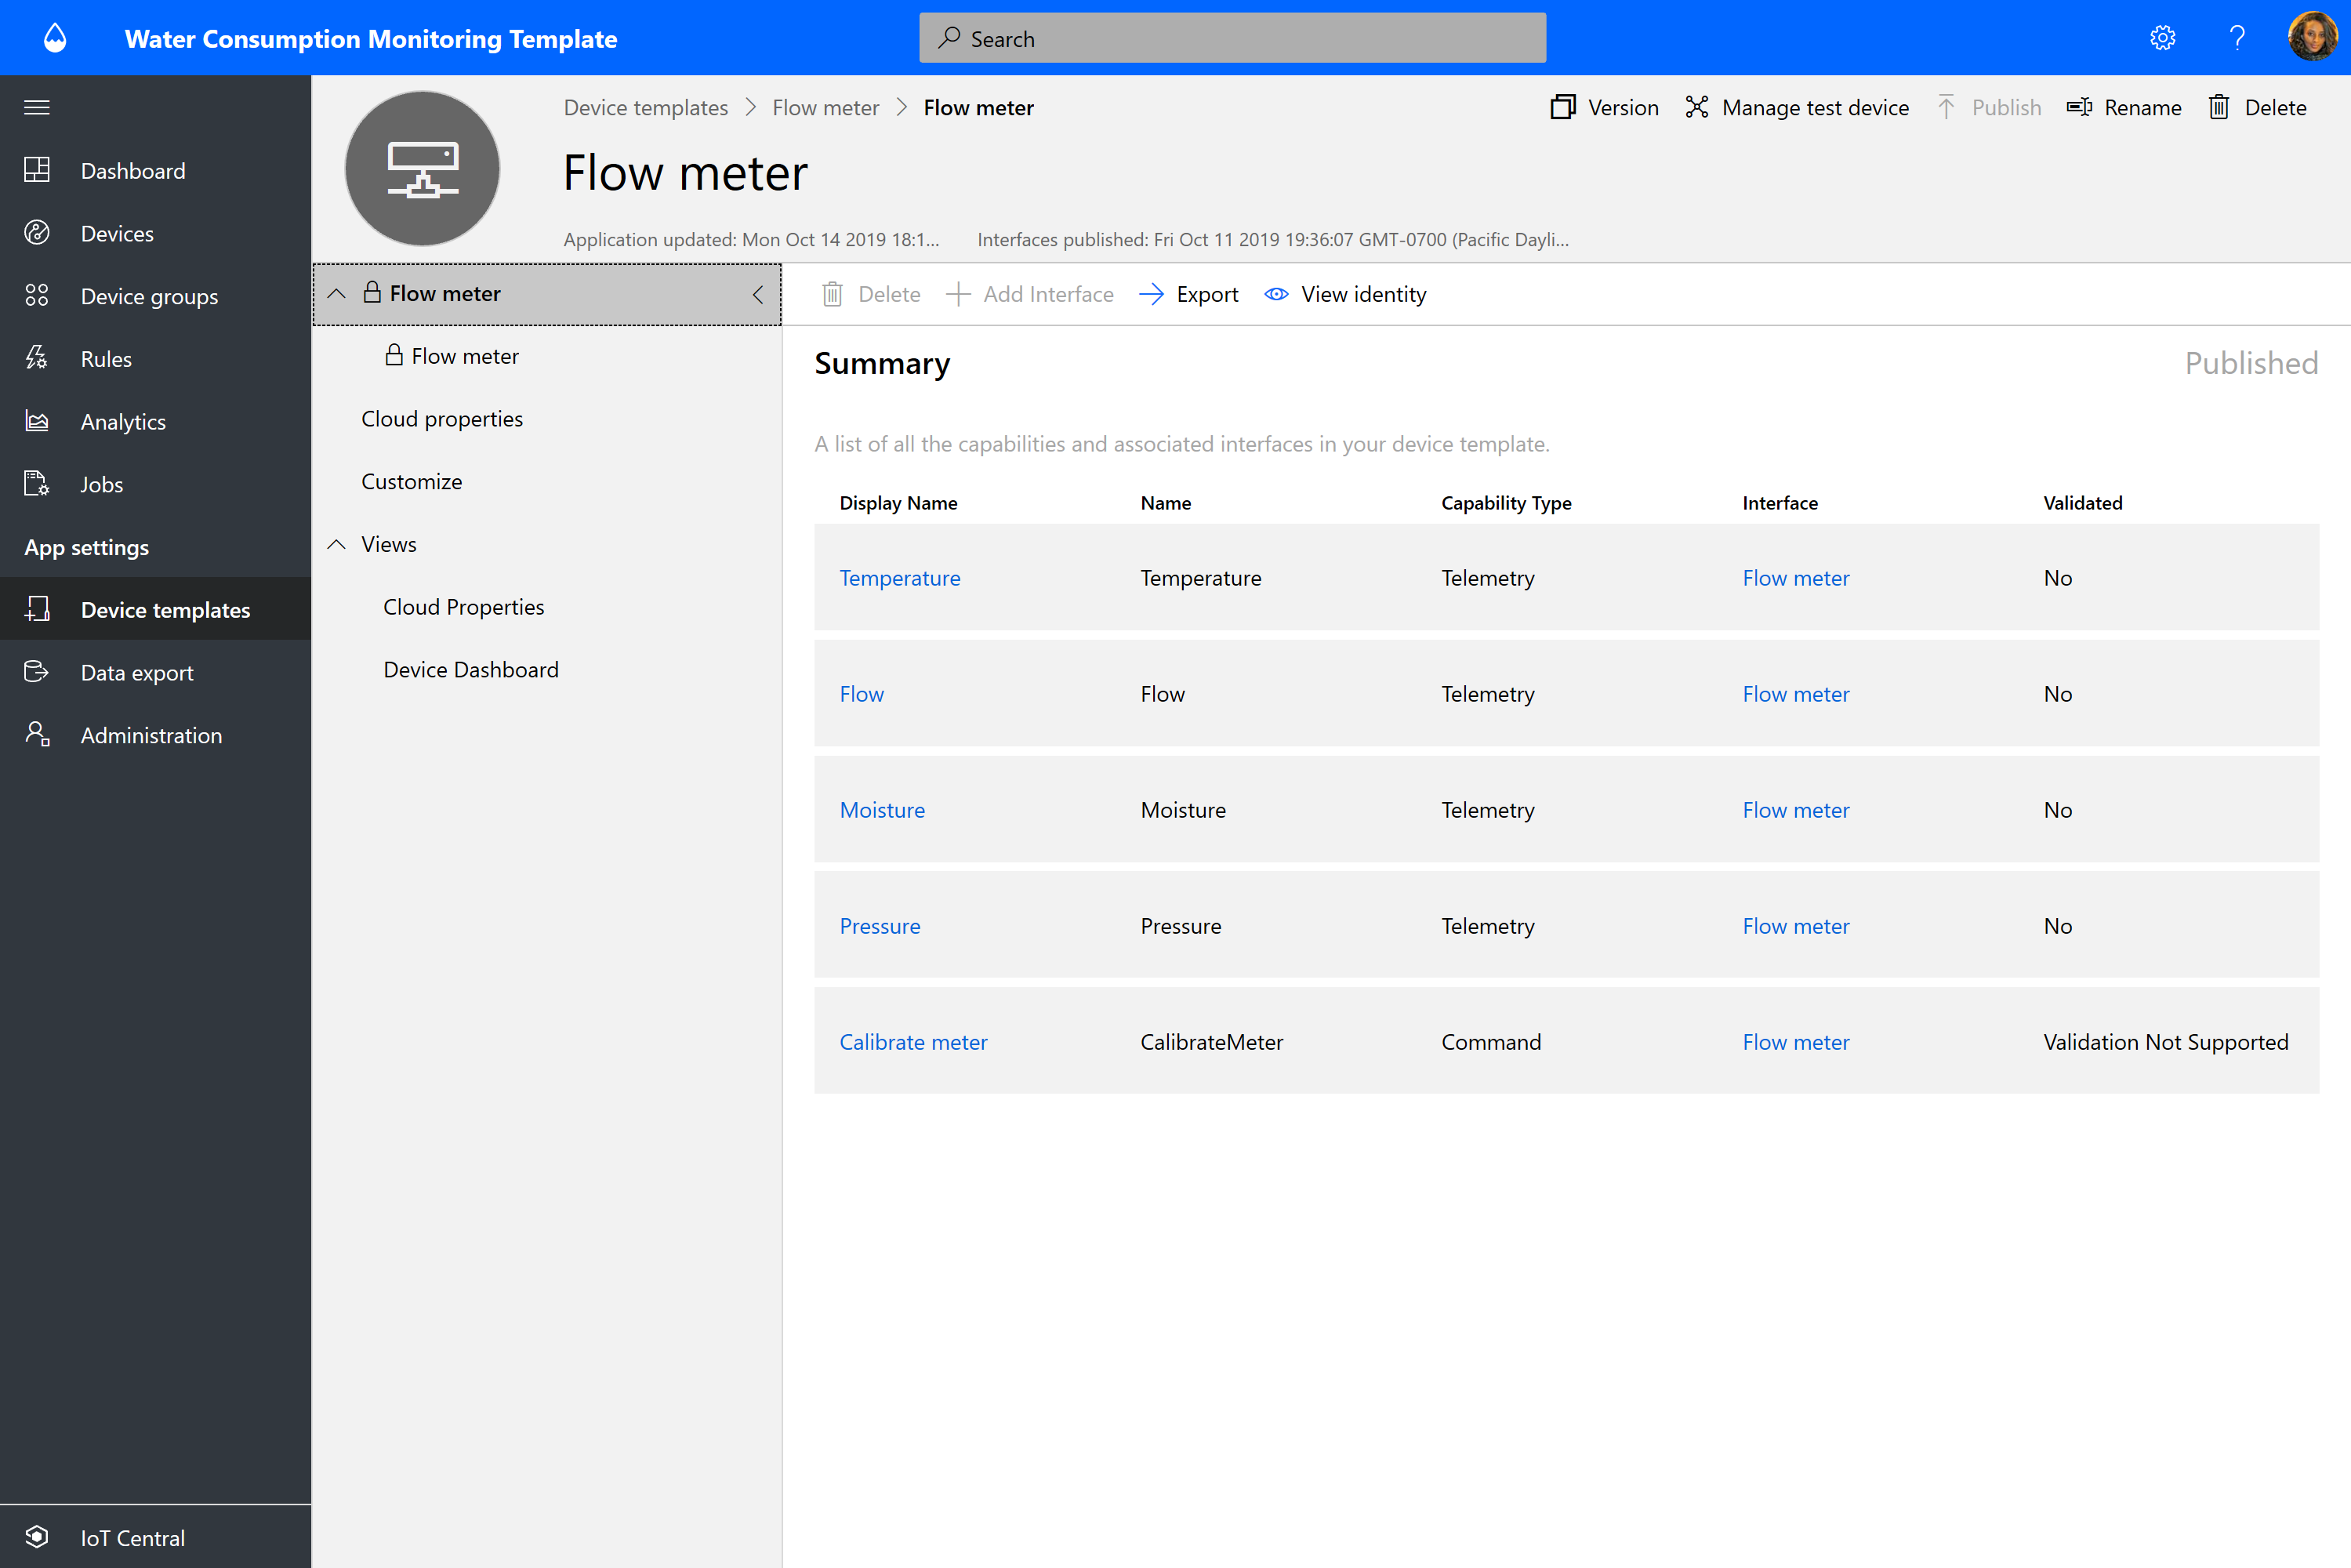 Water Consumption Monitoring Template
Search
Dashboard
Devices
Device groups
Rules
Analytics
Jobs
App settings
Device templates
Data export
Administration
IoT Central
Device templates > Flow meter > Flow meter
Version
Manage test device
Publish
Rename
Delete
Flow meter
Application updated: Mon Oct 14 2019 18:1... Interfaces published: Fri Oct 11 2019 19:36:07 GMT-0700 (Pacific Dayli...
Flow meter
Flow meter
Cloud properties
Customize
Views
Cloud Properties
Device Dashboard
Delete Add Interface Export View identity
Summary Published
A list of all the capabilities and associated interfaces in your device template.
Display Name Name Capability Type Interface Validated
Temperature Temperature Telemetry Flow meter No
Flow Flow Telemetry Flow meter No
Moisture Moisture Telemetry Flow meter No
Pressure Pressure Telemetry Flow meter No
Calibrate meter CalibrateMeter Command Flow meter Validation Not Supported